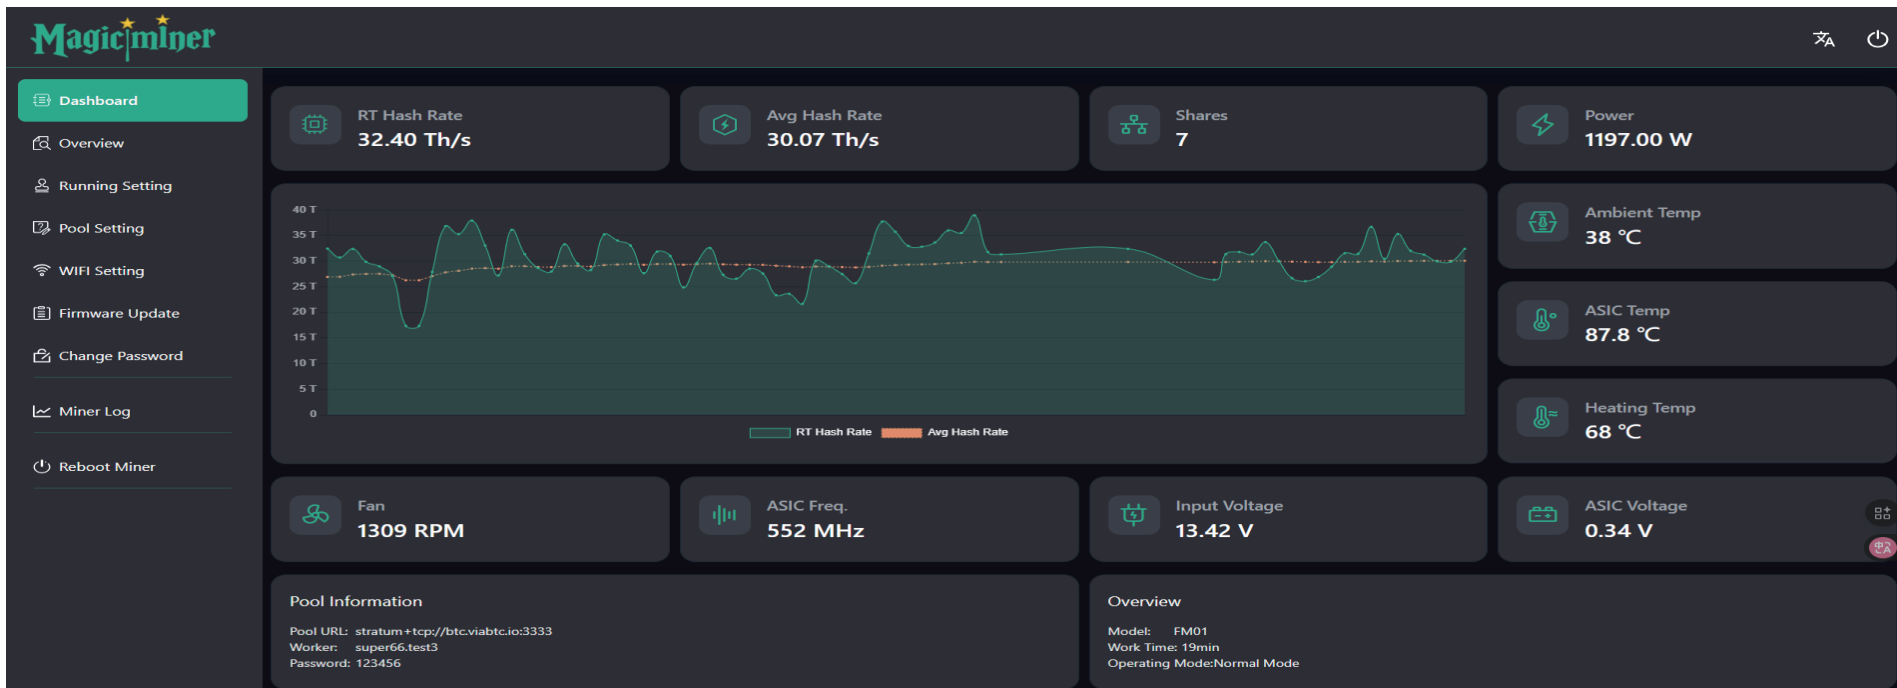 Magicminer
Dashboard
Overview
Running Setting
Pool Setting
WIFI Setting
Firmware Update
Change Password
Miner Log
Reboot Miner
RT Hash Rate
32.40 Th/s
Avg Hash Rate
30.07 Th/s
Shares
7
Power
1197.00 W
40 T
35 T
30 T
25 T
20 T
15 T
10 T
5 T
0
RT Hash Rate
Avg Hash Rate
Ambient Temp
38 ℃
ASIC Temp
87.8 ℃
Heating Temp
68 ℃
Fan
1309 RPM
ASIC Freq.
552 MHz
Input Voltage
13.42 V
ASIC Voltage
0.34 V
Pool Information
Pool URL: stratum+tcp://btc.viabtc.io:3333
Worker: super66.test3
Password: 123456
Overview
Model: FM01
Work Time: 19min
Operating Mode:Normal Mode